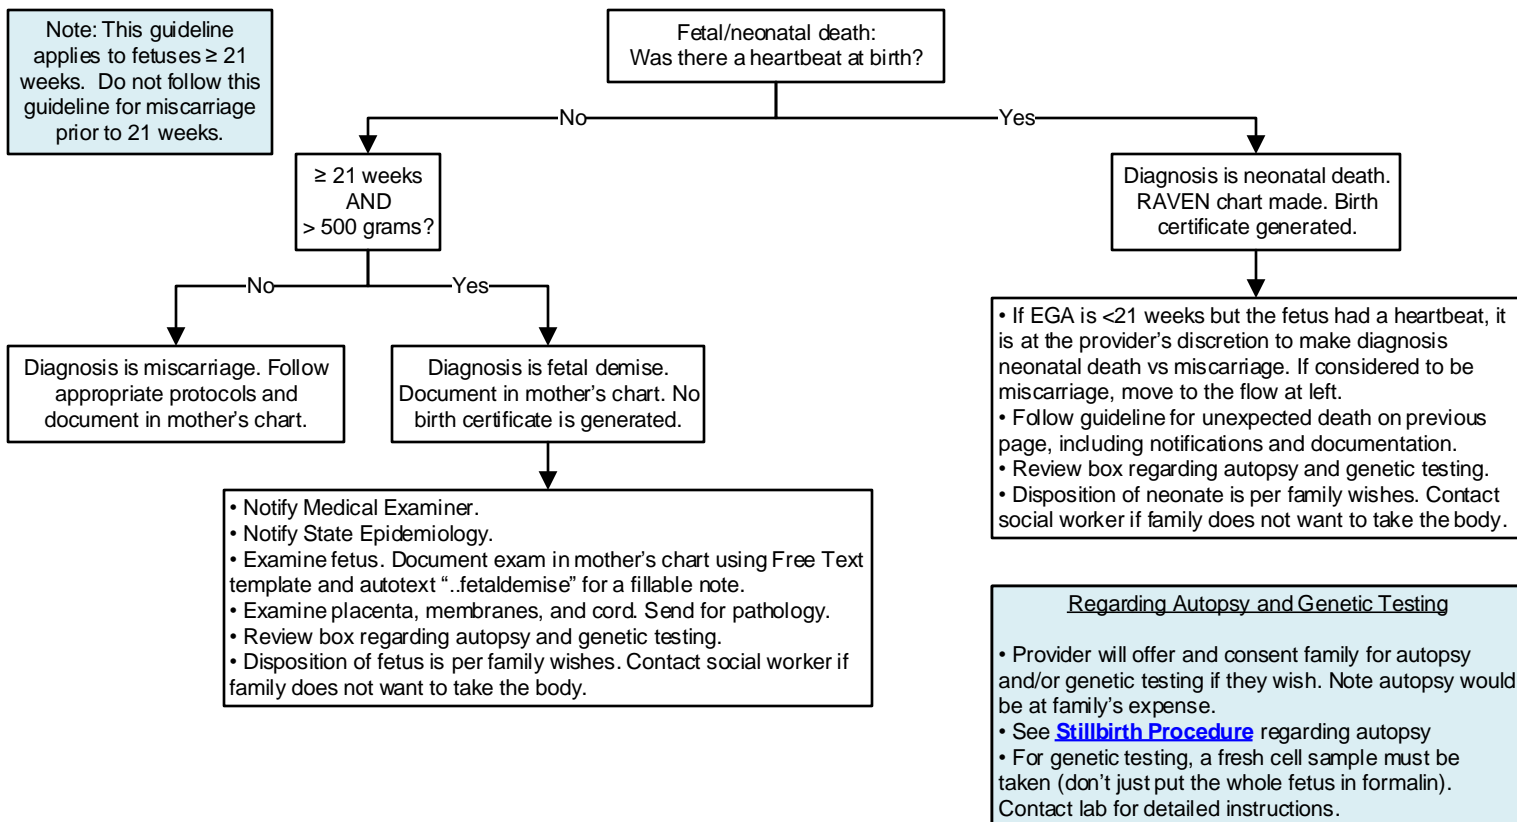 Note: This guideline
applies to fetuses ≥ 21
weeks. Do not follow this
guideline for miscarriage
prior to 21 weeks.
Fetal/neonatal death:
Was there a heartbeat at birth?
No
Yes
≥ 21 weeks
AND
> 500 grams?
Diagnosis is neonatal death.
RAVEN chart made. Birth
certificate generated.
No
Yes
Diagnosis is miscarriage. Follow
appropriate protocols and
document in mother’s chart.
Diagnosis is fetal demise.
Document in mother’s chart. No
birth certificate is generated.
• If EGA is <21 weeks but the fetus had a heartbeat, it
is at the provider’s discretion to make diagnosis
neonatal death vs miscarriage. If considered to be
miscarriage, move to the flow at left.
• Follow guideline for unexpected death on previous
page, including notifications and documentation.
• Review box regarding autopsy and genetic testing.
• Disposition of neonate is per family wishes. Contact
social worker if family does not want to take the body.
• Notify Medical Examiner.
• Notify State Epidemiology.
• Examine fetus. Document exam in mother’s chart using Free Text
template and autotext “..fetaldemise” for a fillable note.
• Examine placenta, membranes, and cord. Send for pathology.
• Review box regarding autopsy and genetic testing.
• Disposition of fetus is per family wishes. Contact social worker if
family does not want to take the body.
Regarding Autopsy and Genetic Testing
• Provider will offer and consent family for autopsy
and/or genetic testing if they wish. Note autopsy would
be at family’s expense.
• See Stillbirth Procedure regarding autopsy
• For genetic testing, a fresh cell sample must be
taken (don’t just put the whole fetus in formalin).
Contact lab for detailed instructions.